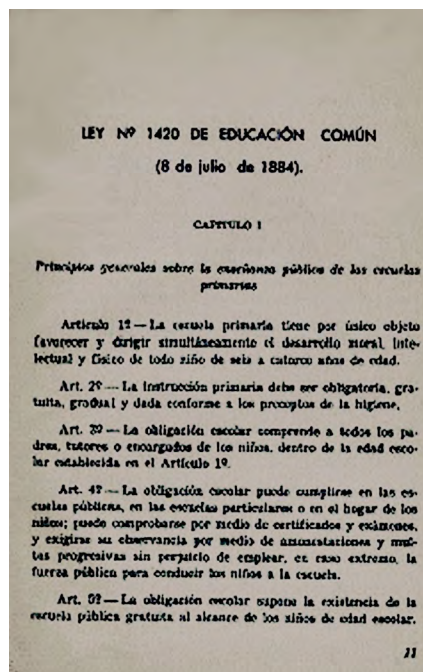 LEY Nº 1420 DE EDUCACIÓN COMÚN
(8 de julio de 1884).
CAPITULO I
Principios generales sobre la enseñanza pública de las escuelas
primarias
Artículo 1º — La escuela primaria tiene por único objeto
favorecer y dirigir simultáneamente el desarrollo moral, inte-
lectual y físico de todo niño de seis a catorce años de edad.
Art. 2º — La instrucción primaria debe ser obligatoria, gra-
tuita, gradual y dada conforme a los preceptos de la higiene.
Art. 3º — La obligación escolar comprende a todos los pa-
dres, tutores o encargados de los niños, dentro de la edad esco-
lar establecida en el Artículo 1º.
Art. 4º — La obligación escolar puede cumplirse en las es-
cuelas públicas, en las escuelas particulares o en el hogar de los
niños; puede comprobarse por medio de certificados y exámenes,
y exigirse su observancia por medio de amonestaciones y mul-
tas progresivas sin perjuicio de emplear, en caso extremo, la
fuerza pública para conducir los niños a la escuela.
Art. 5º — La obligación escolar supone la existencia de la
escuela pública gratuita al alcance de los niños de edad escolar.
11